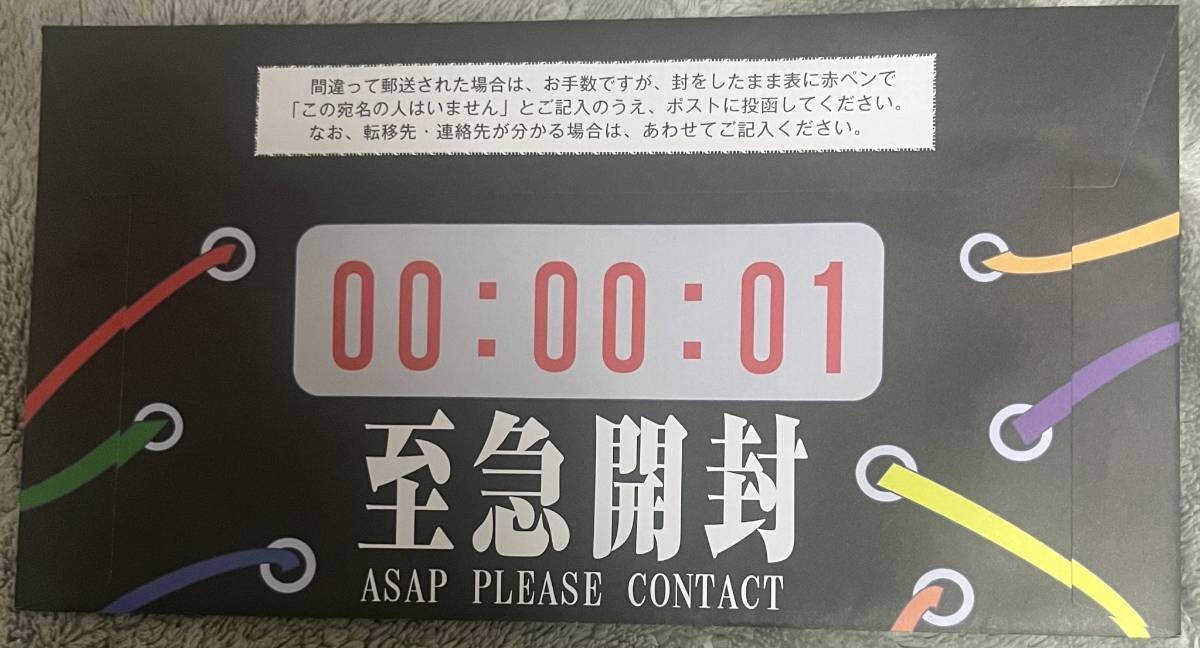 間違って郵送された場合は、お手数ですが、封をしたまま表に赤ペンで
「この宛名の人はいません」とご記入のうえ、ポストに投函してください。
なお、転移先・連絡先が分かる場合は、あわせてご記入ください。
00:00:01
至急開封
ASAP PLEASE CONTACT